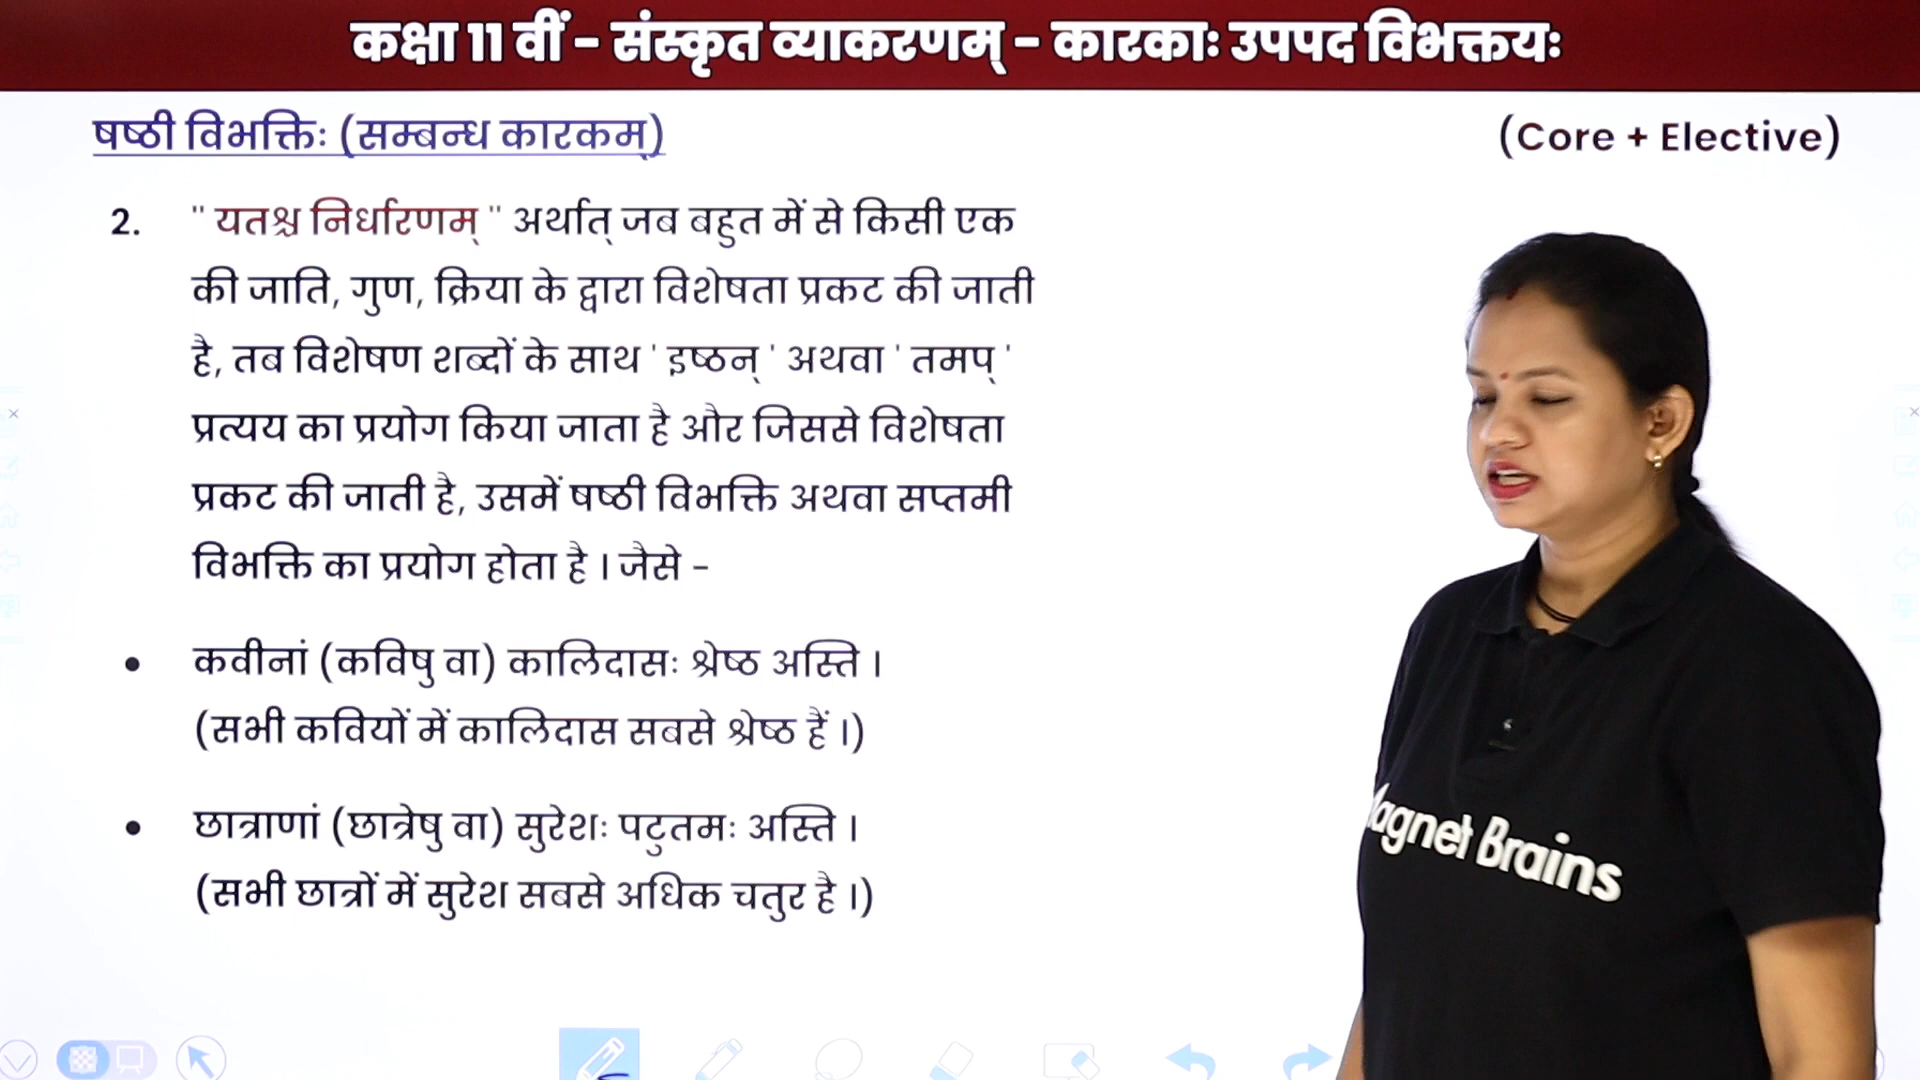 कक्षा 11 वीं - संस्कृत व्याकरणम् - कारकाः उपपद विभक्तयः
षष्ठी विभक्तिः (सम्बन्ध कारकम्)
(Core + Elective)
2. " यतश्च निर्धारणम् " अर्थात् जब बहुत में से किसी एक
की जाति, गुण, क्रिया के द्वारा विशेषता प्रकट की जाती
है, तब विशेषण शब्दों के साथ ' इष्ठन् ' अथवा ' तमप् '
प्रत्यय का प्रयोग किया जाता है और जिससे विशेषता
प्रकट की जाती है, उसमें षष्ठी विभक्ति अथवा सप्तमी
विभक्ति का प्रयोग होता है । जैसे -
• कवीनां (कविषु वा) कालिदासः श्रेष्ठ अस्ति ।
(सभी कवियों में कालिदास सबसे श्रेष्ठ हैं ।)
• छात्राणां (छात्रेषु वा) सुरेशः पटुतमः अस्ति ।
(सभी छात्रों में सुरेश सबसे अधिक चतुर है ।)
Magnet Brains